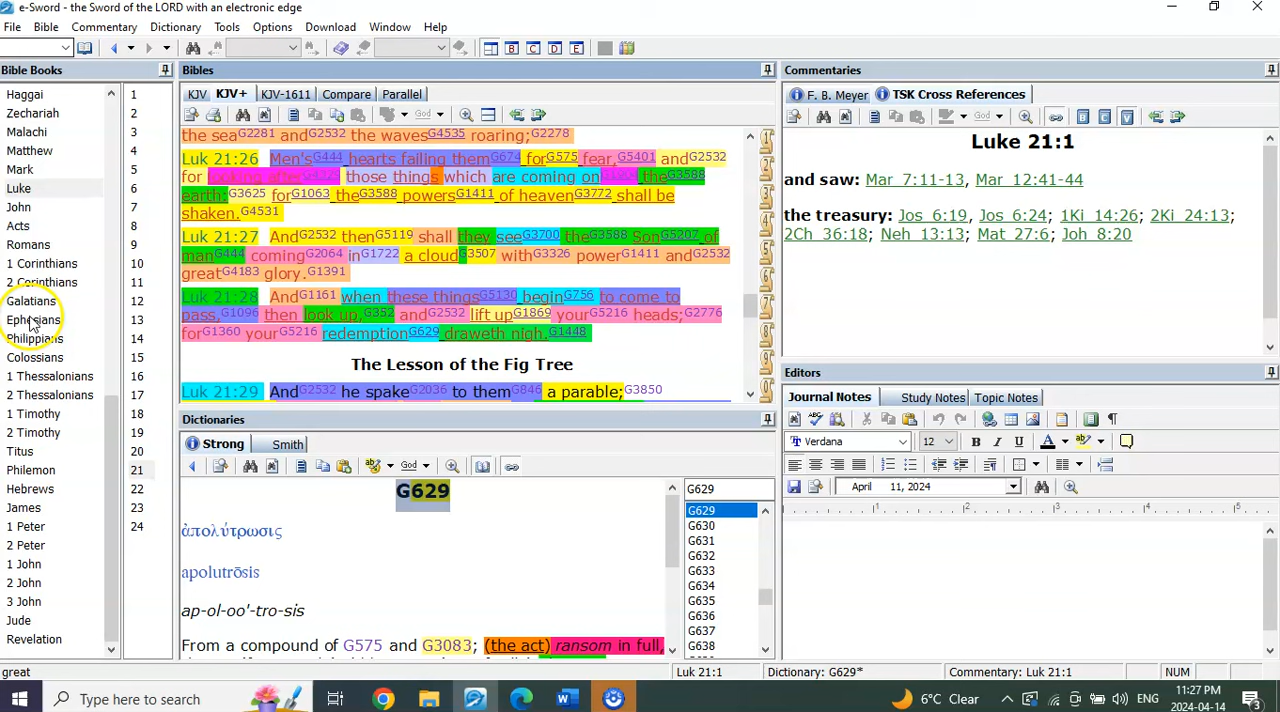 e-Sword - the Sword of the LORD with an electronic edge
File Bible Commentary Dictionary Tools Options Download Window Help
Bible Books
Haggai
Zechariah
Malachi
Matthew
Mark
Luke
John
Acts
Romans
1 Corinthians
2 Corinthians
Galatians
Ephesians
Philippians
Colossians
1 Thessalonians
2 Thessalonians
1 Timothy
2 Timothy
Titus
Philemon
Hebrews
James
1 Peter
2 Peter
1 John
2 John
3 John
Jude
Revelation
1
2
3
4
5
6
7
8
9
10
11
12
13
14
15
16
17
18
19
20
21
22
23
24
Bibles
KJV KJV+ KJV-1611 Compare Parallel
the seaG2281 andG2532 the wavesG4535 roaring;G2278
Luk 21:26 Men'sG444 hearts failing themG674 forG575 fear,G5401 andG2532
for looking after those things which are coming on theG3588
earth:G3625 forG1063 theG3588 powersG1411 of heavenG3772 shall be
shaken.G4531
Luk 21:27 And thenG5119 shall they seeG3700 theG3588 SonG5207 of
manG444 comingG2064 inG1722 a cloudG3507 withG3326 powerG1411 andG2532
greatG4183 glory.G1391
Luk 21:28 AndG1161 when these thingsG5130 beginG756 to come to
pass,G1096 then look up,G352 andG2532 lift upG1869 yourG5216 heads;G2776
forG1360 yourG5216 redemptionG629 draweth nigh.G1448
The Lesson of the Fig Tree
Luk 21:29 AndG2532 he spakeG2036 to themG846 a parable;G3850
Dictionaries
Strong Smith
G629
ἀπολύτρωσις
apolutrōsis
ap-ol-oo'-tro-sis
From a compound of G575 and G3083; (the act) ransom in full,
G629
G629
G630
G631
G632
G633
G634
G635
G636
G637
G638
Commentaries
F. B. Meyer TSK Cross References
Luke 21:1
and saw: Mar 7:11-13, Mar 12:41-44
the treasury: Jos 6:19, Jos 6:24; 1Ki 14:26; 2Ki 24:13;
2Ch 36:18; Neh 13:13; Mat 27:6; Joh 8:20
Editors
Journal Notes Study Notes Topic Notes
Verdana 12 B I U A
April 11, 2024
1 2 3 4 5
great Luk 21:1 Dictionary: G629* Commentary: Luk 21:1 NUM
Type here to search 6°C Clear ENG 11:27 PM
2024-04-14 3